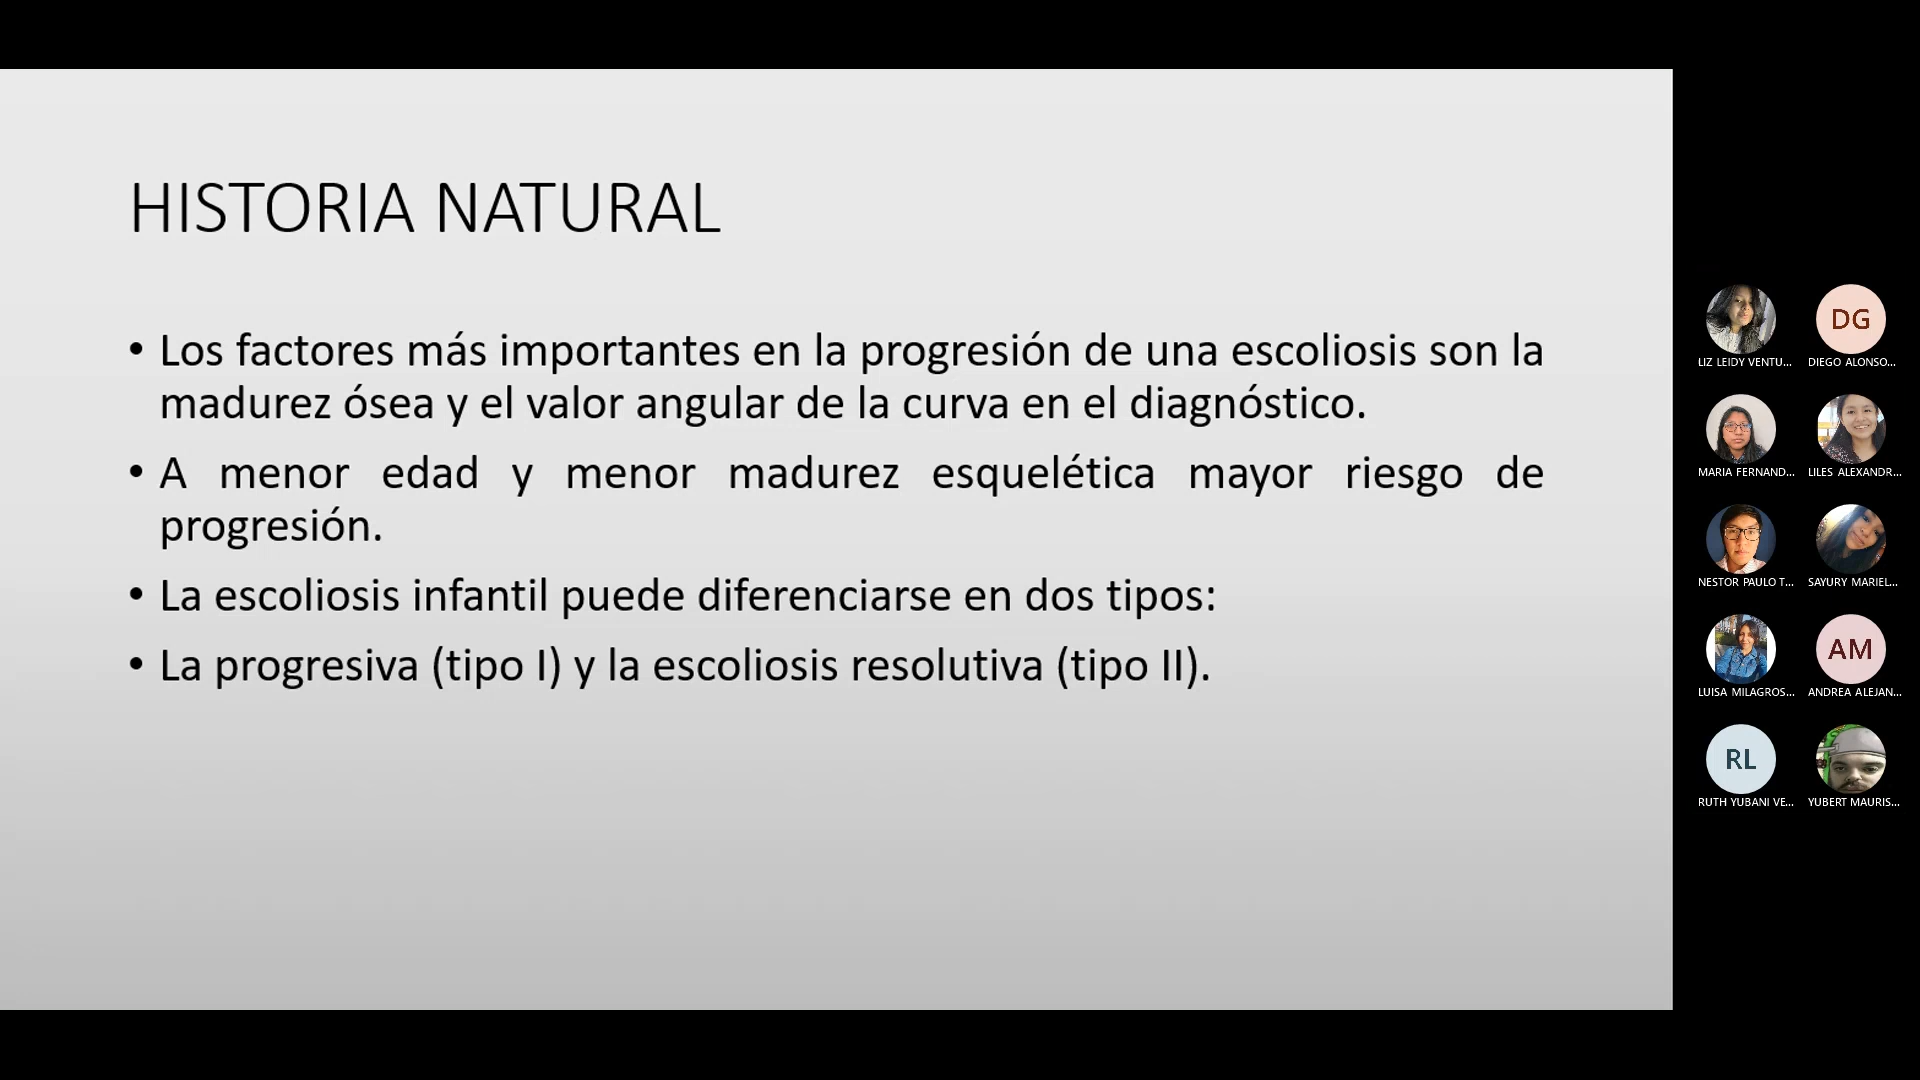 HISTORIA NATURAL
• Los factores más importantes en la progresión de una escoliosis son la
madurez ósea y el valor angular de la curva en el diagnóstico.
• A menor edad y menor madurez esquelética mayor riesgo de
progresión.
• La escoliosis infantil puede diferenciarse en dos tipos:
• La progresiva (tipo I) y la escoliosis resolutiva (tipo II).
DG
LIZ LEIDY VENTU... DIEGO ALONSO...
MARIA FERNAND... LILES ALEXANDR...
NESTOR PAULO T... SAYURY MARIEL...
AM
LUISA MILAGROS... ANDREA ALEJAN...
RL
RUTH YUBANI VE... YUBERT MAURIS...